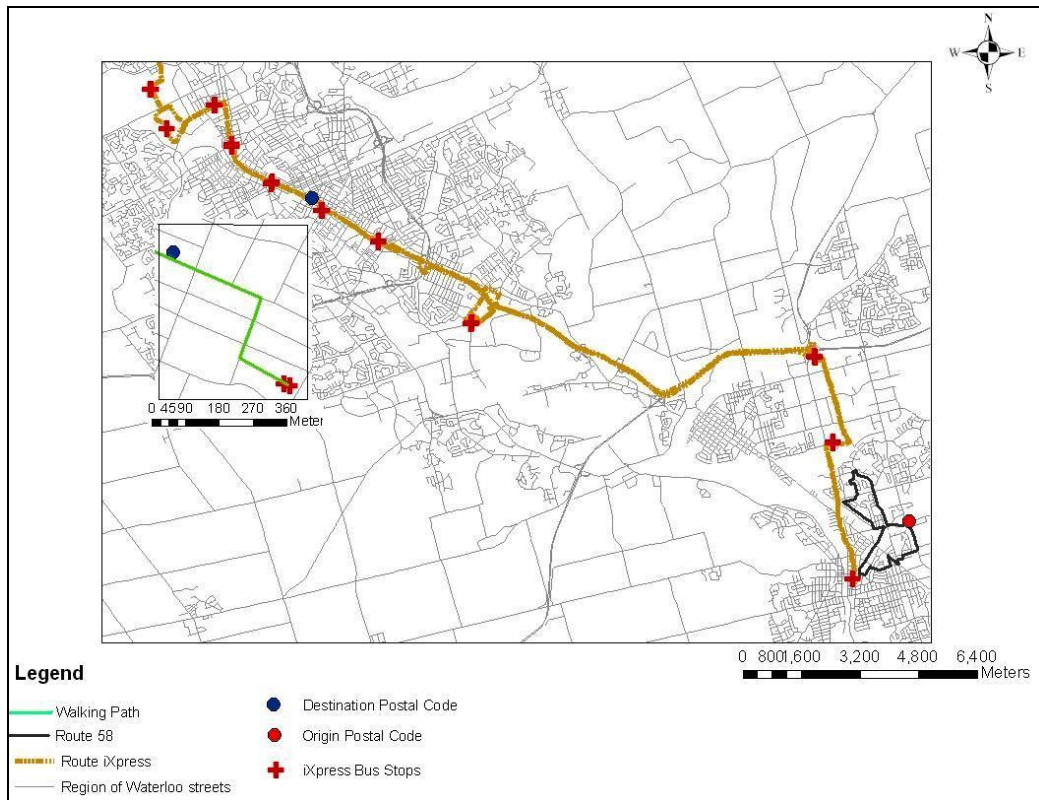 N
W E
S
0 4590 180 270 360
Meter
0 8001,600 3,200 4,800 6,400
Meters
Legend
Walking Path
Route 58
Route iXpress
Region of Waterloo streets
Destination Postal Code
Origin Postal Code
iXpress Bus Stops